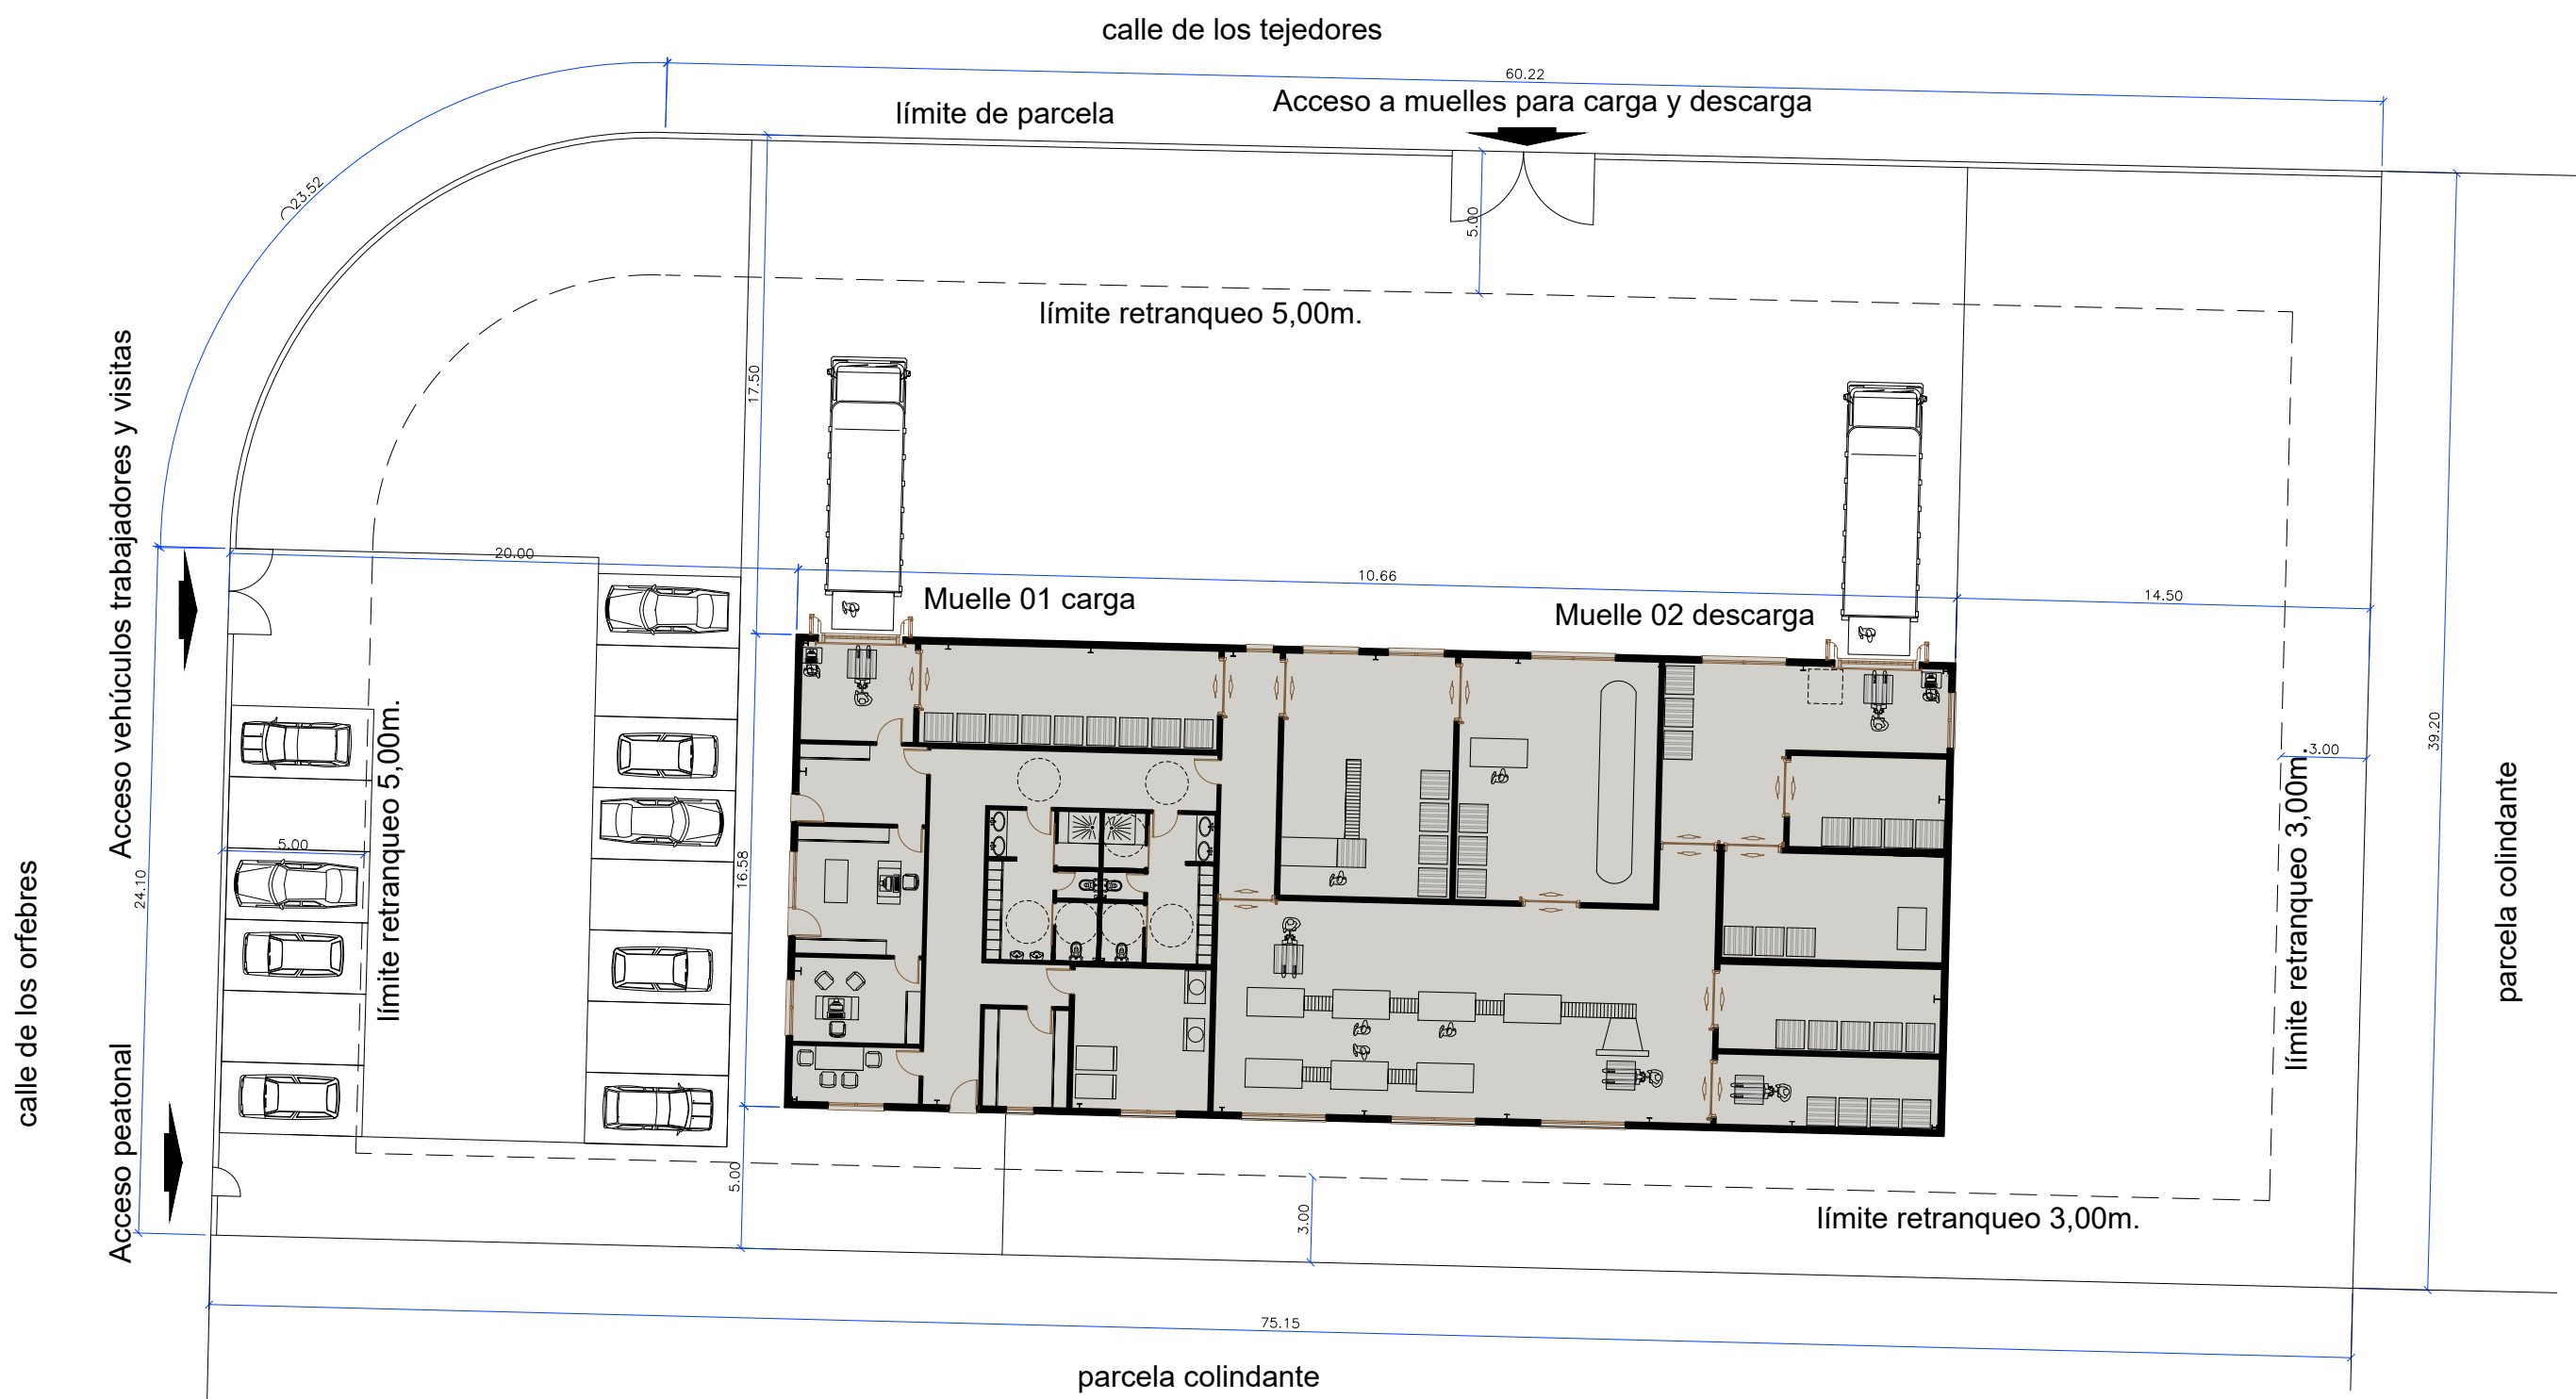 calle de los tejedores
60.22
Acceso a muelles para carga y descarga
límite de parcela
23.52
5.00
límite retranqueo 5,00m.
17.50
Acceso vehúculos trabajadores y visitas
20.00
10.66
14.50
Muelle 01 carga
Muelle 02 descarga
límite retranqueo 5,00m.
5.00
24.10
16.58
3.00
39.20
límite retranqueo 3,00m.
parcela colindante
calle de los orfebres
Acceso peatonal
5.00
3.00
límite retranqueo 3,00m.
75.15
parcela colindante